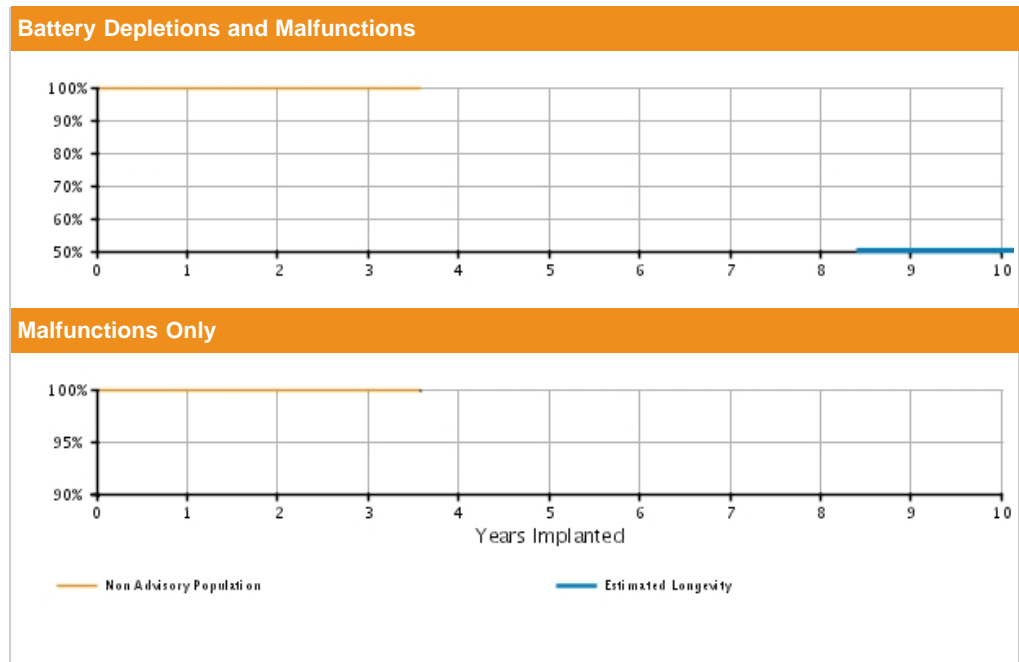 Battery Depletions and Malfunctions
100%
90%
80%
70%
60%
50%
0 1 2 3 4 5 6 7 8 9 10
Malfunctions Only
100%
95%
90%
0 1 2 3 4 5 6 7 8 9 10
Years Implanted
Non Advisory Population Estimated Longevity